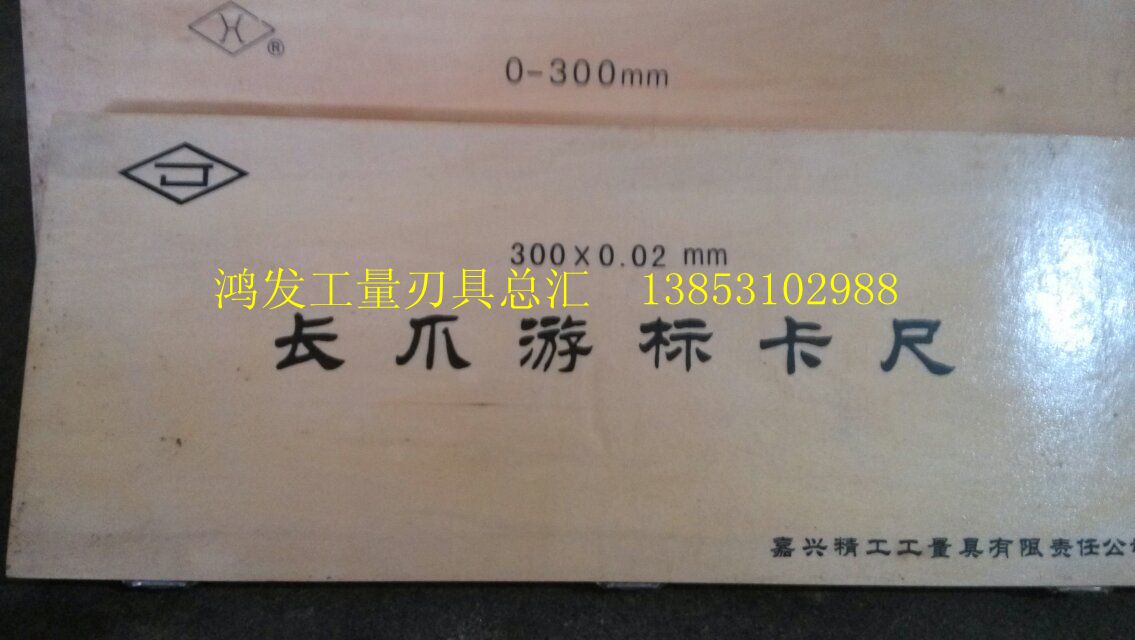 H®
0-300mm
300×0.02 mm
鸿发工量刃具总汇 13853102988
长爪游标卡尺
嘉兴精工工量具有限责任公